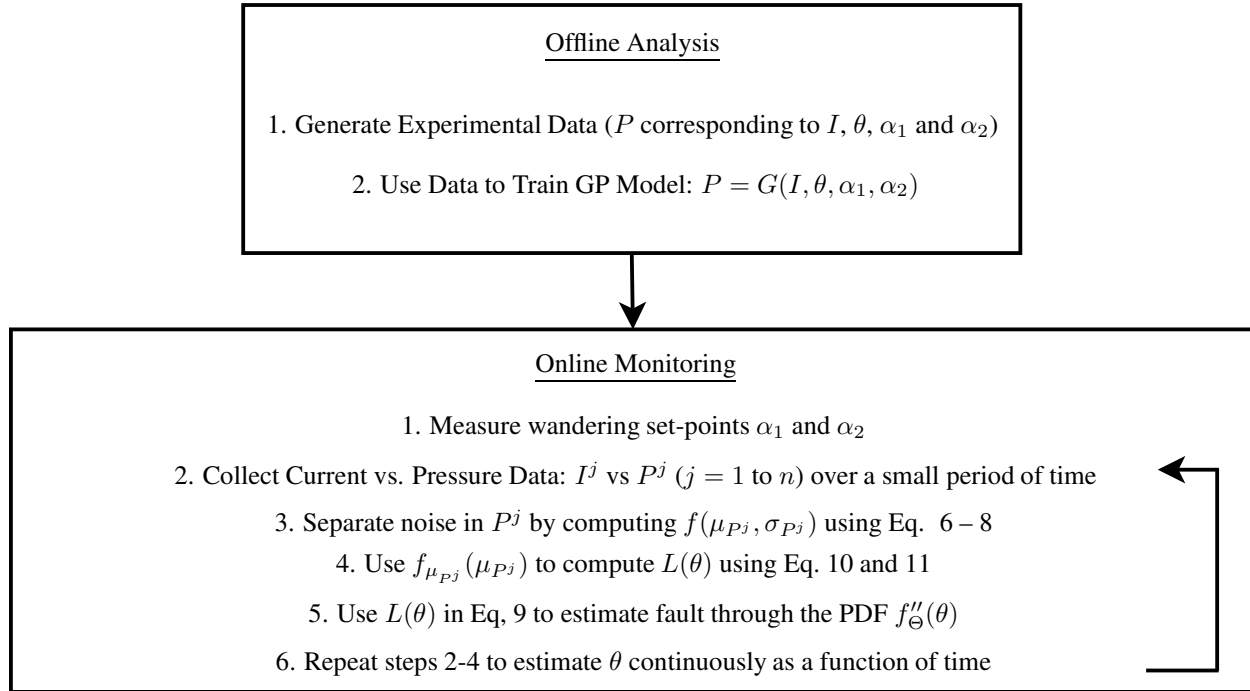 Offline Analysis
1. Generate Experimental Data (P corresponding to I, θ, α₁ and α₂)
2. Use Data to Train GP Model: P = G(I, θ, α₁, α₂)
Online Monitoring
1. Measure wandering set-points α₁ and α₂
2. Collect Current vs. Pressure Data: I^j vs P^j (j = 1 to n) over a small period of time
3. Separate noise in P^j by computing f(μ_{P^j}, σ_{P^j}) using Eq. 6 – 8
4. Use f_{μ_{P^j}}(μ_{P^j}) to compute L(θ) using Eq. 10 and 11
5. Use L(θ) in Eq, 9 to estimate fault through the PDF f″_Θ(θ)
6. Repeat steps 2-4 to estimate θ continuously as a function of time